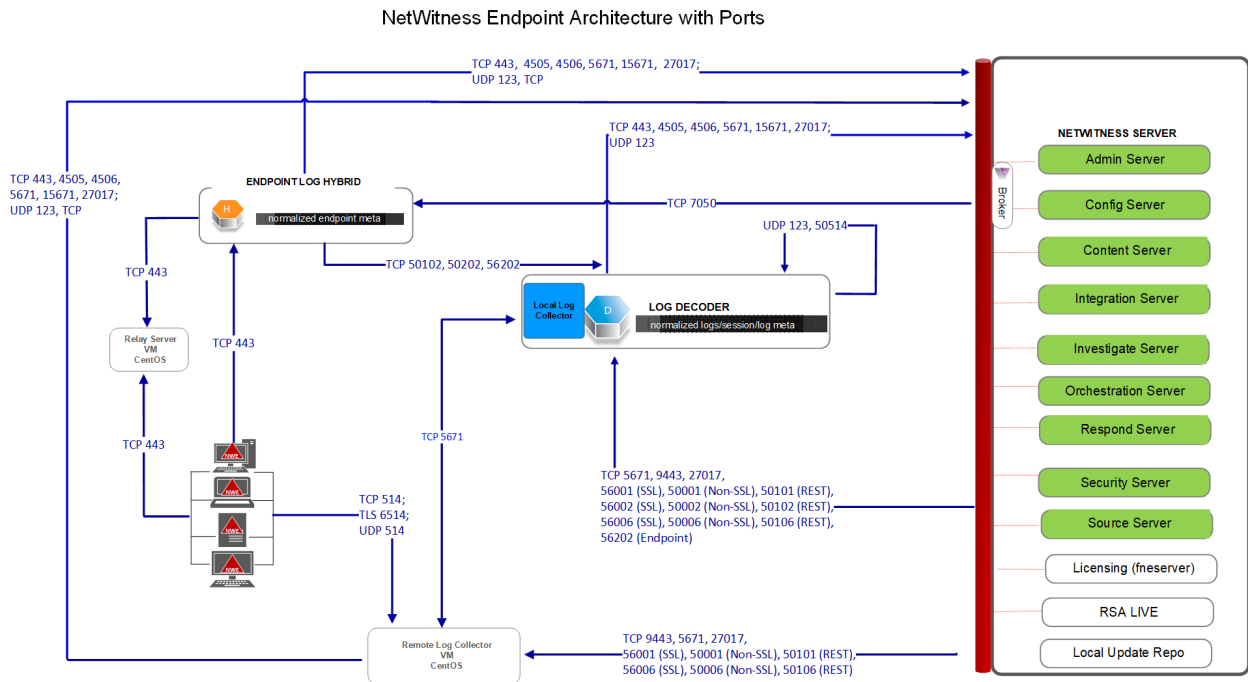 NetWitness Endpoint Architecture with Ports
TCP 443, 4505, 4506, 5671, 15671, 27017;
UDP 123, TCP
TCP 443, 4505, 4506, 5671, 15671, 27017;
UDP 123
NETWITNESS SERVER
Admin Server
Broker
Config Server
Content Server
Integration Server
Investigate Server
Orchestration Server
Respond Server
Security Server
Source Server
Licensing (fneserver)
RSA LIVE
Local Update Repo
TCP 443, 4505, 4506,
5671, 15671, 27017;
UDP 123, TCP
ENDPOINT LOG HYBRID
H
normalized endpoint meta
TCP 7050
UDP 123, 50514
TCP 443
TCP 50102, 50202, 56202
Local Log
Collector
D
LOG DECODER
normalized logs/session/log meta
Relay Server
VM
CentOS
TCP 443
TCP 443
TCP 5671
NWE
NWE
NWE
NWE
TCP 514;
TLS 6514;
UDP 514
TCP 5671, 9443, 27017,
56001 (SSL), 50001 (Non-SSL), 50101 (REST),
56002 (SSL), 50002 (Non-SSL), 50102 (REST),
56006 (SSL), 50006 (Non-SSL), 50106 (REST),
56202 (Endpoint)
Remote Log Collector
VM
CentOS
TCP 9443, 5671, 27017,
56001 (SSL), 50001 (Non-SSL), 50101 (REST),
56006 (SSL), 50006 (Non-SSL), 50106 (REST)